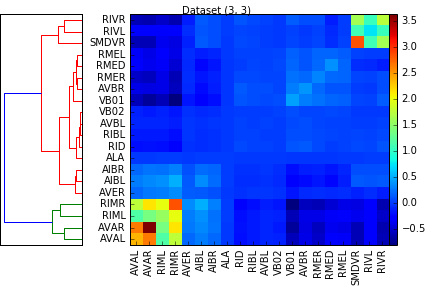 Dataset (3, 3)
RIVR
RIVL
SMDVR
RMEL
RMED
RMER
AVBR
VB01
VB02
AVBL
RIBL
RID
ALA
AIBR
AIBL
AVER
RIMR
RIML
AVAR
AVAL
3.5
3.0
2.5
2.0
1.5
1.0
0.5
0.0
−0.5
AVAL AVAR RIML RIMR AVER AIBL AIBR ALA RID RIBL AVBL VB02 VB01 AVBR RMER RMED RMEL SMDVR RIVL RIVR